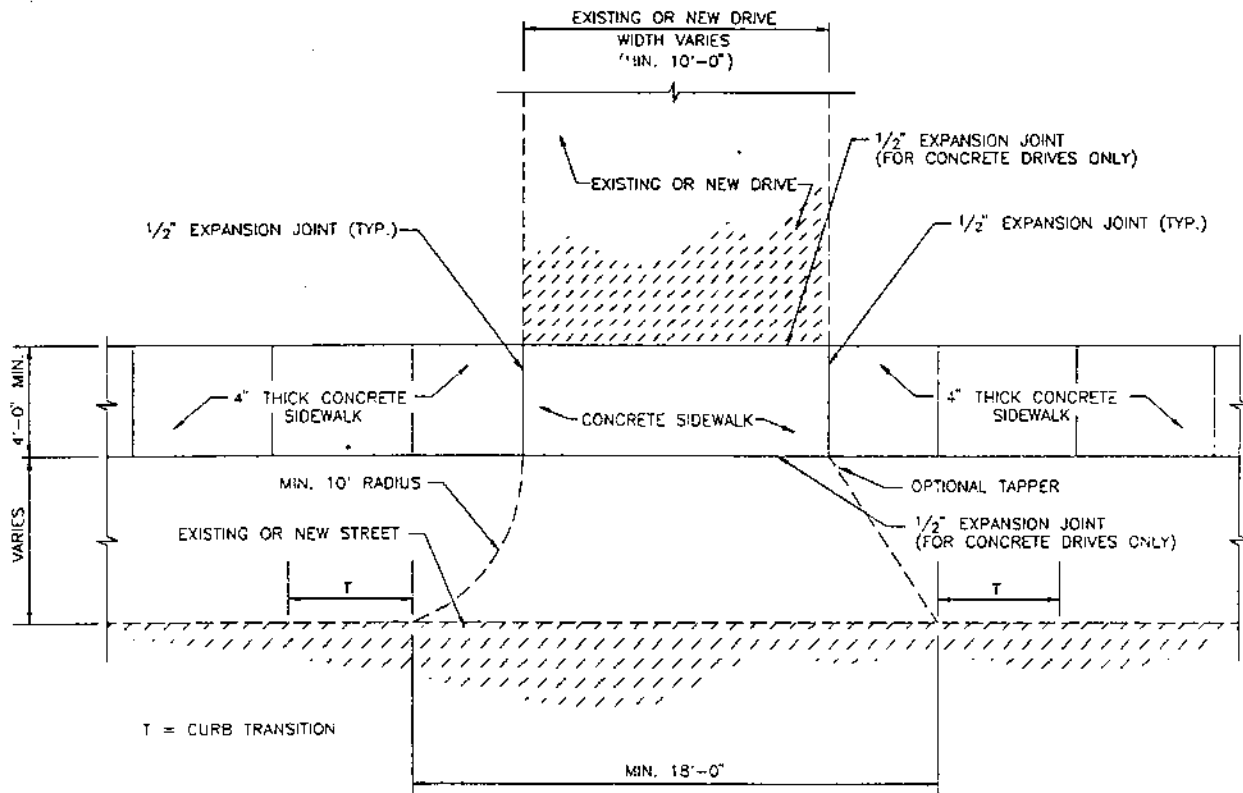 EXISTING OR NEW DRIVE
WIDTH VARIES
(MIN. 10'-0")
1/2" EXPANSION JOINT
(FOR CONCRETE DRIVES ONLY)
EXISTING OR NEW DRIVE
1/2" EXPANSION JOINT (TYP.)
1/2" EXPANSION JOINT (TYP.)
4'-0" MIN.
4" THICK CONCRETE
SIDEWALK
CONCRETE SIDEWALK
4" THICK CONCRETE
SIDEWALK
MIN. 10' RADIUS
OPTIONAL TAPPER
VARIES
EXISTING OR NEW STREET
1/2" EXPANSION JOINT
(FOR CONCRETE DRIVES ONLY)
T
T
T = CURB TRANSITION
MIN. 18'-0"